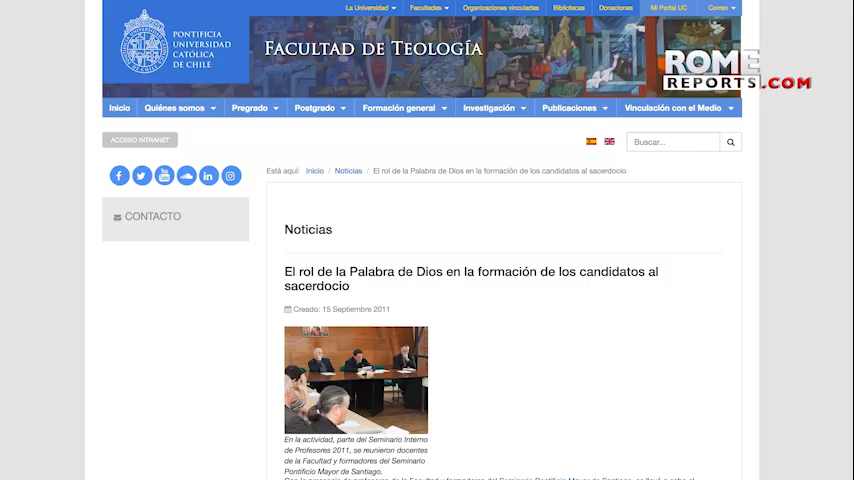 La Universidad
Facultades
Organizaciones vinculadas
Bibliotecas
Donaciones
Mi Portal UC
Correo
PONTIFICIA
UNIVERSIDAD
CATÓLICA
DE CHILE
FACULTAD DE TEOLOGÍA
ROME
REPORTS.COM
Inicio
Quiénes somos
Pregrado
Postgrado
Formación general
Investigación
Publicaciones
Vinculación con el Medio
ACCESO INTRANET
Buscar...
CONTACTO
Está aquí: Inicio / Noticias / El rol de la Palabra de Dios en la formación de los candidatos al sacerdocio
Noticias
El rol de la Palabra de Dios en la formación de los candidatos al
sacerdocio
Creado: 15 Septiembre 2011
En la actividad, parte del Seminario Interno
de Profesores 2011, se reunieron docentes
de la Facultad y formadores del Seminario
Pontificio Mayor de Santiago.